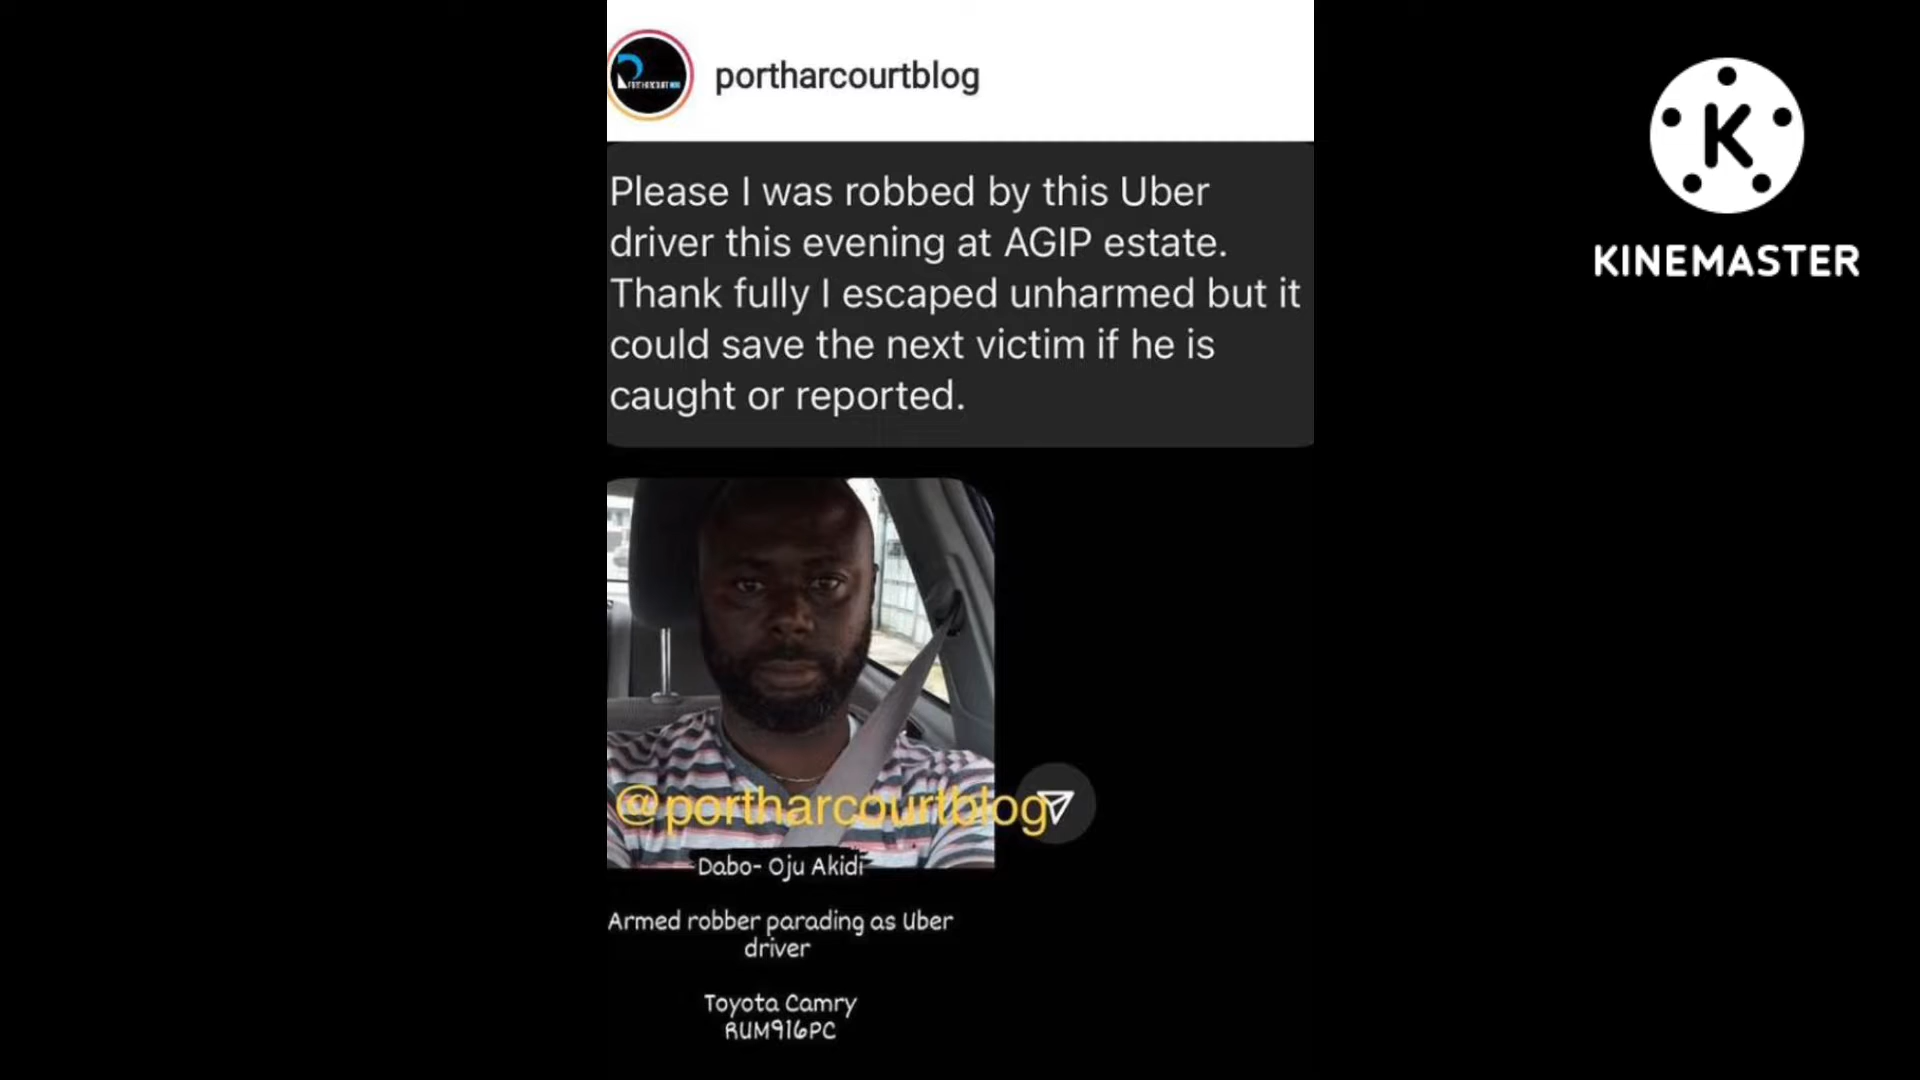 portharcourtblog
KINEMASTER
Please I was robbed by this Uber
driver this evening at AGIP estate.
Thank fully I escaped unharmed but it
could save the next victim if he is
caught or reported.
@portharcourtblog
Dabo- Oju Akidi
Armed robber parading as Uber
driver
Toyota Camry
RUM916PC